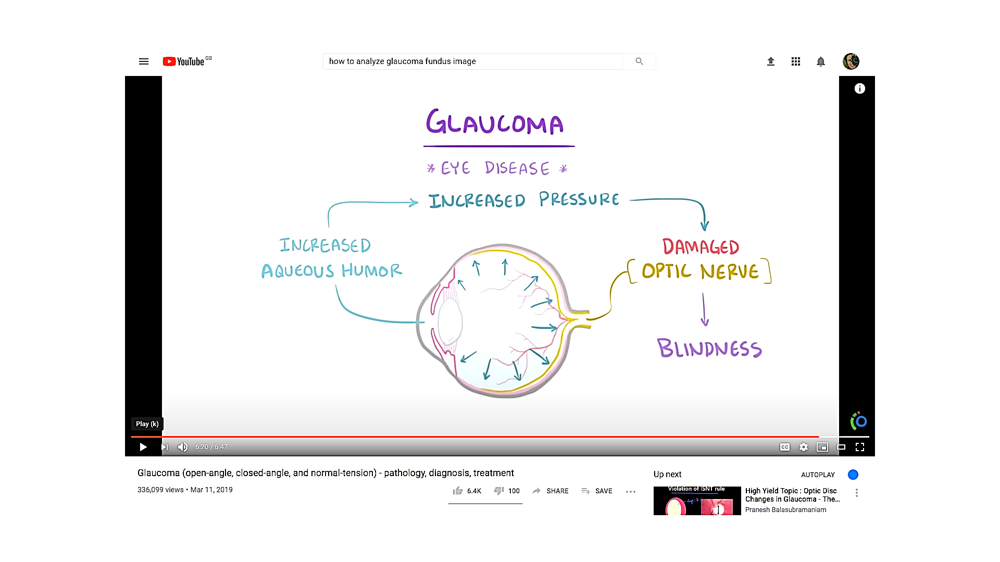 YouTube GB
how to analyze glaucoma fundus image
i
GLAUCOMA
* EYE DISEASE *
INCREASED PRESSURE
INCREASED
AQUEOUS HUMOR
DAMAGED
[OPTIC NERVE]
BLINDNESS
Play (k)
6:20 / 6:47
CC
Glaucoma (open-angle, closed-angle, and normal-tension) - pathology, diagnosis, treatment
336,099 views • Mar 11, 2019
6.4K
100
SHARE
SAVE
Up next
AUTOPLAY
Violation of ISNT rule
High Yield Topic : Optic Disc
Changes in Glaucoma - The...
Pranesh Balasubramaniam